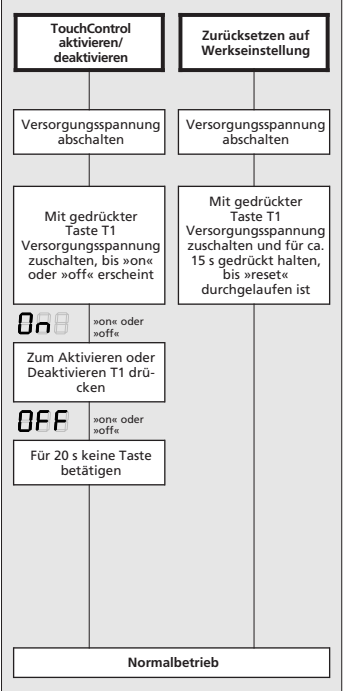 TouchControl
aktivieren/
deaktivieren
Versorgungsspannung
abschalten
Mit gedrückter
Taste T1
Versorgungsspannung
zuschalten, bis »on«
oder »off« erscheint
On
»on« oder
»off«
Zum Aktivieren oder
Deaktivieren T1 drü-
cken
OFF
»on« oder
»off«
Für 20 s keine Taste
betätigen
Zurücksetzen auf
Werkseinstellung
Versorgungsspannung
abschalten
Mit gedrückter
Taste T1
Versorgungsspannung
zuschalten und für ca.
15 s gedrückt halten,
bis »reset«
durchgelaufen ist
Normalbetrieb